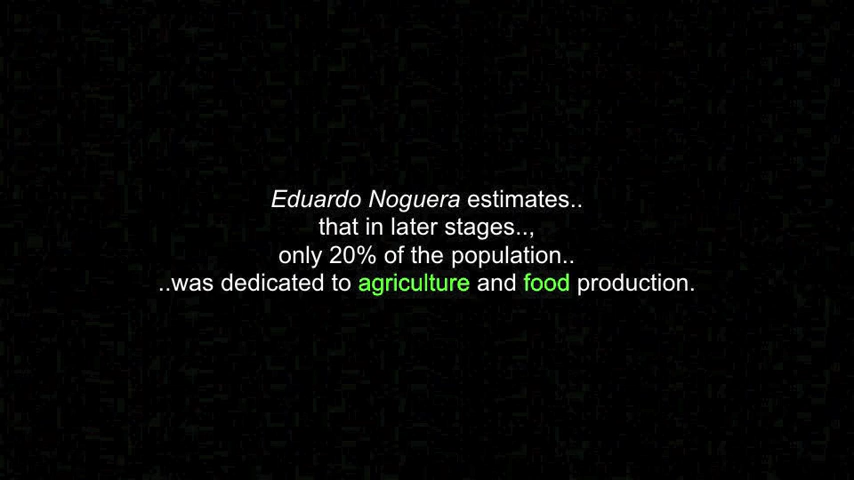 Eduardo Noguera estimates..
that in later stages..,
only 20% of the population..
..was dedicated to agriculture and food production.